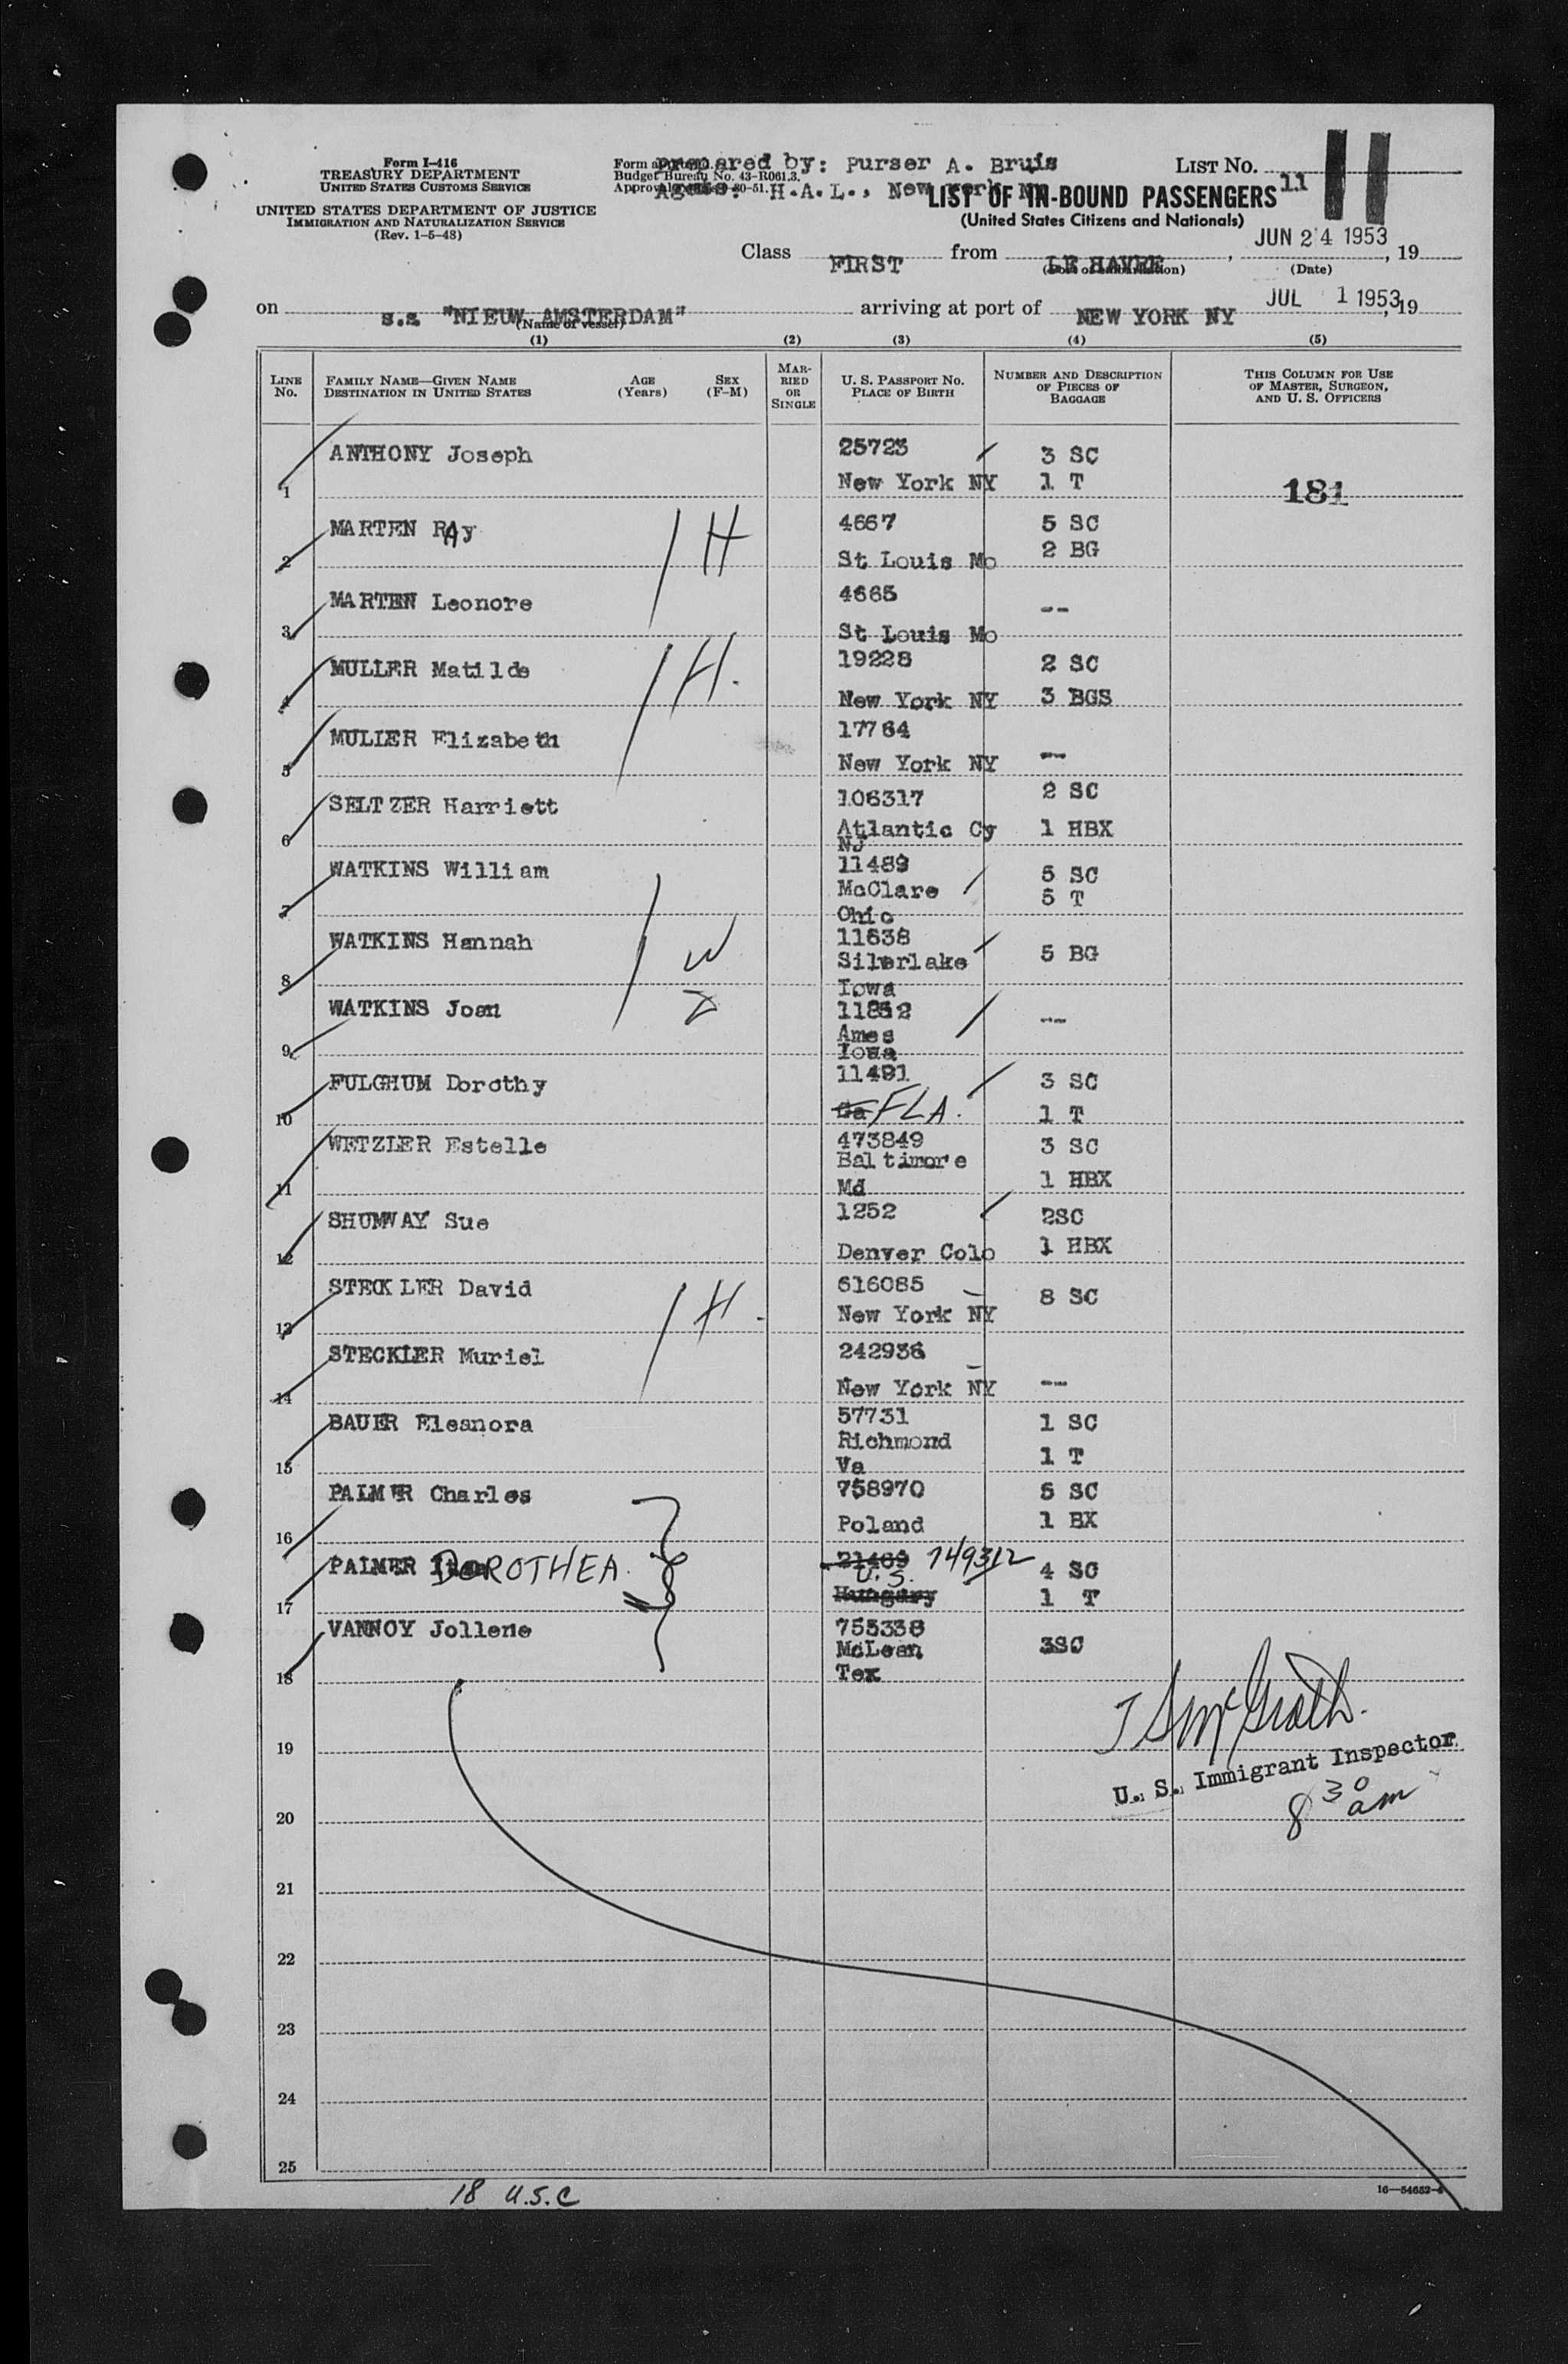 Form I-416
TREASURY DEPARTMENT
UNITED STATES CUSTOMS SERVICE
UNITED STATES DEPARTMENT OF JUSTICE
IMMIGRATION AND NATURALIZATION SERVICE
(Rev. 1-5-48)
Prepared by: Purser A. Bruis
Budget Bureau No. 43-R061.3.
H.A.L., New York NY
LIST NO. 11
11
LIST OF IN-BOUND PASSENGERS
(United States Citizens and Nationals)
Class FIRST from LE HAVRE, JUN 24 1953, 19
(Date)
on s.s. "NIEUW AMSTERDAM" arriving at port of NEW YORK NY JUL 1 1953, 19
(Name of vessel)
(1) (2) (3) (4) (5)
LINE No. FAMILY NAME—GIVEN NAME DESTINATION IN UNITED STATES AGE (Years) SEX (F-M) MARRIED OR SINGLE U. S. PASSPORT NO. PLACE OF BIRTH NUMBER AND DESCRIPTION OF PIECES OF BAGGAGE THIS COLUMN FOR USE OF MASTER, SURGEON, AND U. S. OFFICERS
ANTHONY Joseph 25723 3 SC
1 New York NY 1 T 181
MARTEN RAy H 4667 5 SC
2 St Louis Mo 2 BG
MARTEN Leonore 4665 --
3 St Louis Mo
MULLER Matilde H. 19228 2 SC
4 New York NY 3 BGS
MULLER Elizabeth 17764
5 New York NY --
SELTZER Harriett 106317 2 SC
6 Atlantic Cy 1 HBX
NJ
WATKINS William 11489 5 SC
McClare 5 T
7 Ohio
WATKINS Hannah W 11638
Silverlake 5 BG
8 Iowa
WATKINS Joan D 11852 --
Ames
9 Iowa
FULGHUM Dorothy 11491 3 SC
10 Ga FLA. 1 T
WETZLER Estelle 473849 3 SC
Baltimore
11 Md 1 HBX
SHUMWAY Sue 1252 2SC
12 Denver Colo 1 HBX
STECKLER David H. 616085 8 SC
13 New York NY
STECKLER Muriel 242936
14 New York NY --
BAUER Eleanora 57731 1 SC
Richmond
15 Va 1 T
PALMER Charles 758970 5 SC
16 Poland 1 BX
PALMER DOROTHEA. 21469 749312 4 SC
U.S.
17 Hungary 1 T
VANNOY Jollene 753338
McLean 3SC
18 Tex
19
U. S. Immigrant Inspector
20 8 30 am
21
22
23
24
25
18 U.S.C